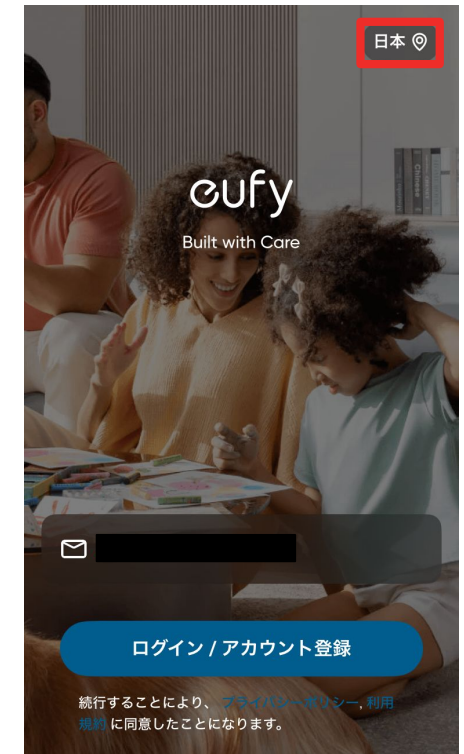 日本
Chinese
eufy
Built with Care
ログイン / アカウント登録
続行することにより、 プライバシーポリシー, 利用
規約 に同意したことになります。